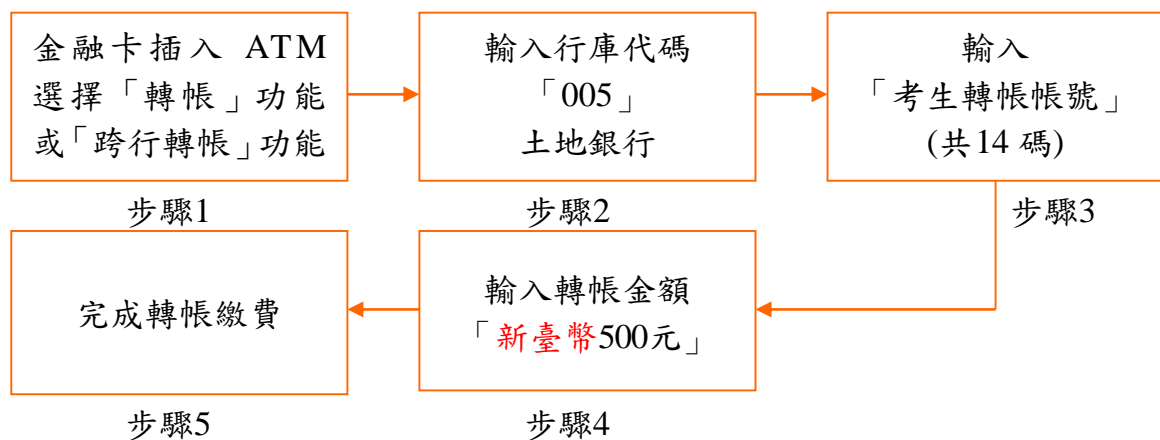 金融卡插入 ATM
選擇「轉帳」功能
或「跨行轉帳」功能
步驟1
輸入行庫代碼
「005」
土地銀行
步驟2
輸入
「考生轉帳帳號」
(共14 碼)
步驟3
輸入轉帳金額
「新臺幣500元」
步驟4
完成轉帳繳費
步驟5